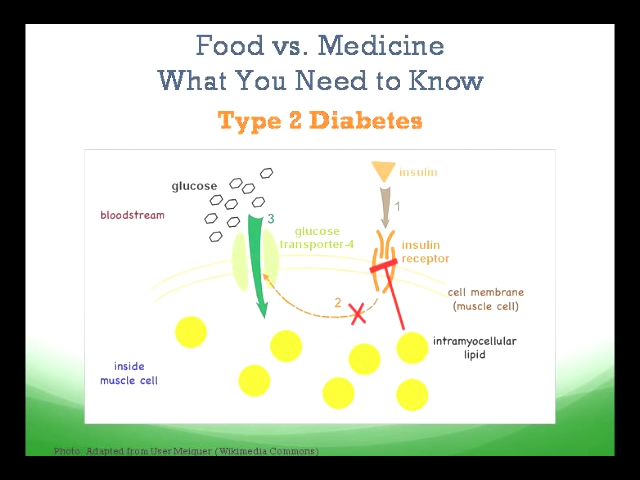 Food vs. Medicine
What You Need to Know
Type 2 Diabetes
insulin
glucose
1
bloodstream
3
glucose
transporter-4
insulin
receptor
cell membrane
(muscle cell)
2
intramyocellular
lipid
inside
muscle cell
Photo: Adapted from User Meiquer (Wikimedia Commons)